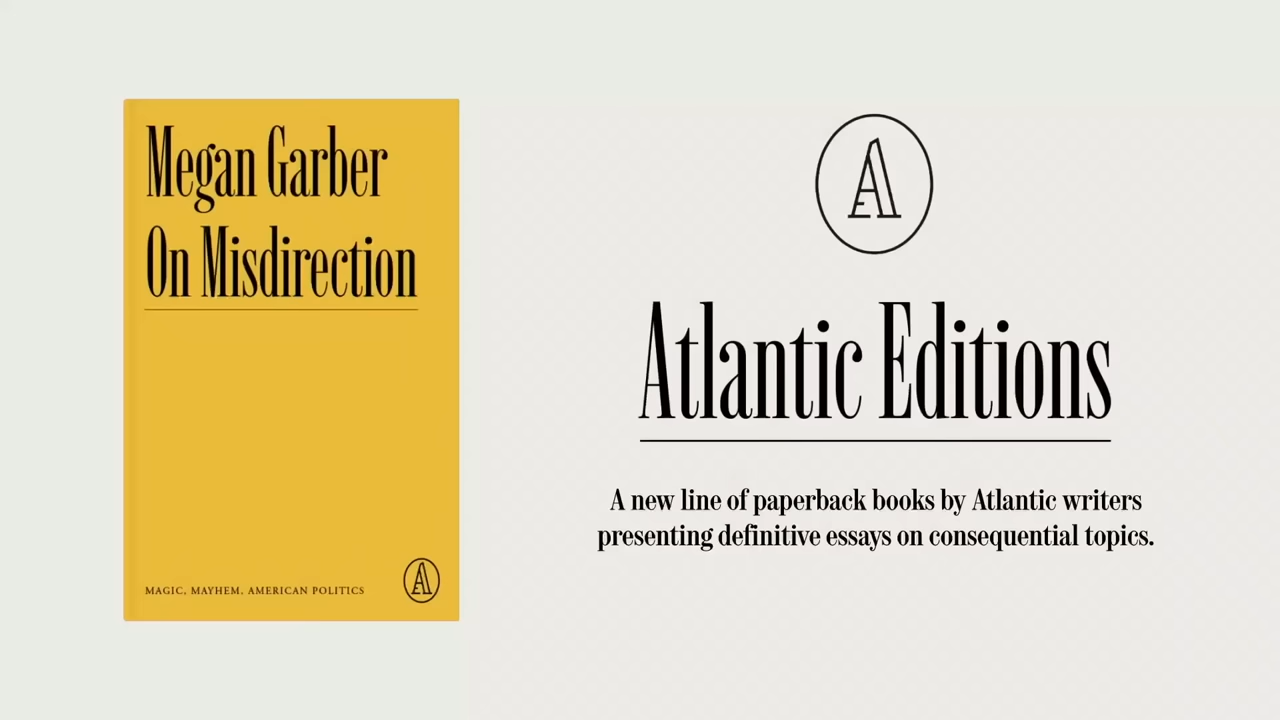 Megan Garber
On Misdirection
MAGIC, MAYHEM, AMERICAN POLITICS
Atlantic Editions
A new line of paperback books by Atlantic writers
presenting definitive essays on consequential topics.